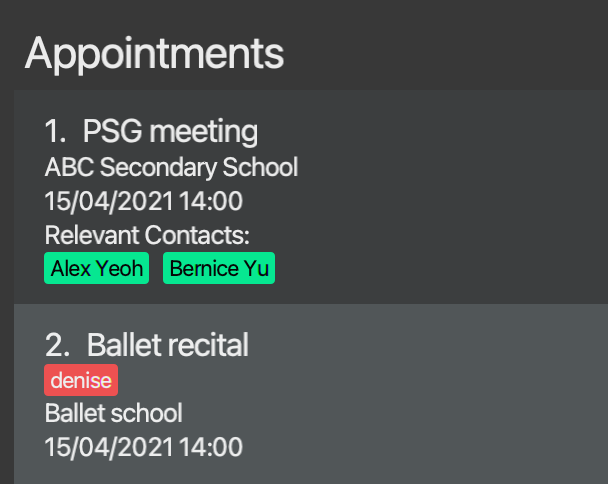 Appointments
1. PSG meeting
ABC Secondary School
15/04/2021 14:00
Relevant Contacts:
Alex Yeoh Bernice Yu
2. Ballet recital
denise
Ballet school
15/04/2021 14:00